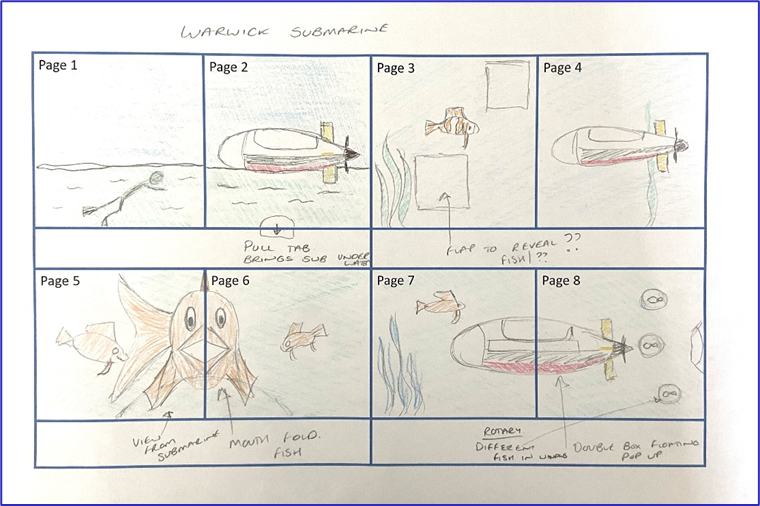 WARWICK SUBMARINE
Page 1
Page 2
Page 3
Page 4
PULL TAB
BRINGS SUB UNDER
WATER
FLAP TO REVEAL ??
FISH/??
Page 5
Page 6
Page 7
Page 8
VIEW
FROM
SUBMARINE
MOUTH FOLD.
FISH
ROTARY
DIFFERENT
FISH IN
DOUBLE BOX FLOATING
POP UP